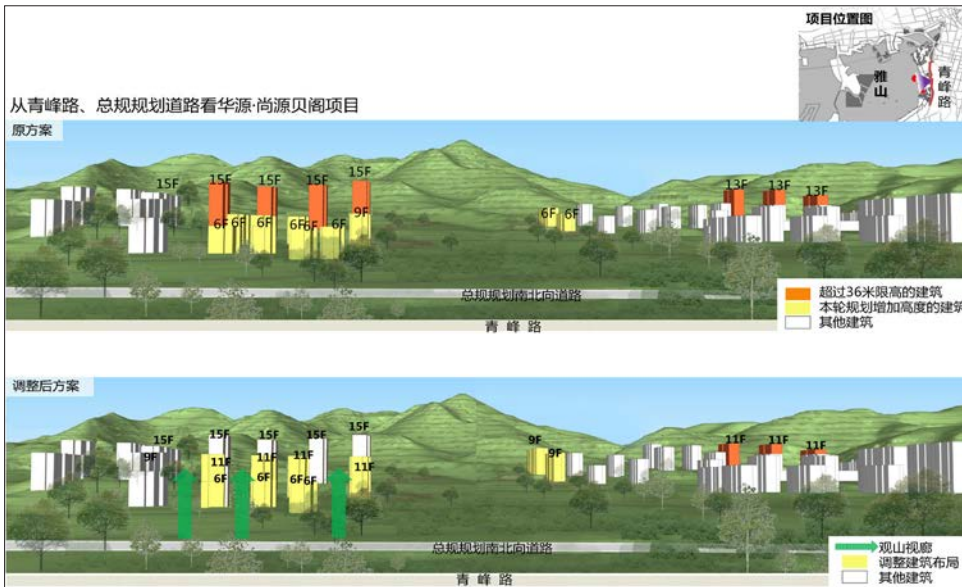 项目位置图
雅山
青峰路
从青峰路、总规规划道路看华源·尚源贝阁项目
原方案
15F
15F
15F
15F
15F
6F
6F
6F
6F
6F
6F
9F
6F
6F
13F
13F
13F
总规规划南北向道路
青峰路
超过36米限高的建筑
本轮规划增加高度的建筑
其他建筑
调整后方案
15F
9F
15F
15F
15F
15F
11F
6F
11F
6F
11F
6F
6F
11F
9F
9F
11F
11F
11F
总规规划南北向道路
青峰路
观山视廊
调整建筑布局
其他建筑